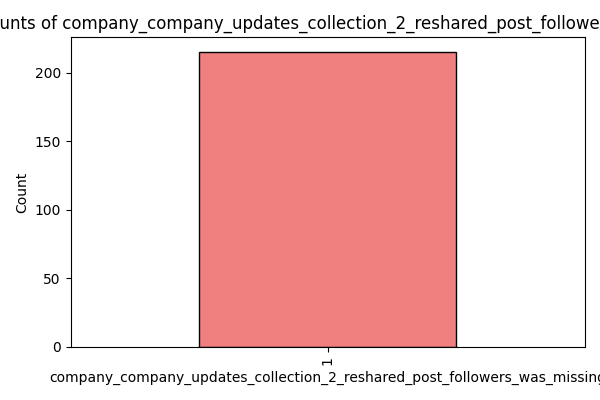 unts of company_company_updates_collection_2_reshared_post_followe
200
150
100
50
0
Count
1
company_company_updates_collection_2_reshared_post_followers_was_missing